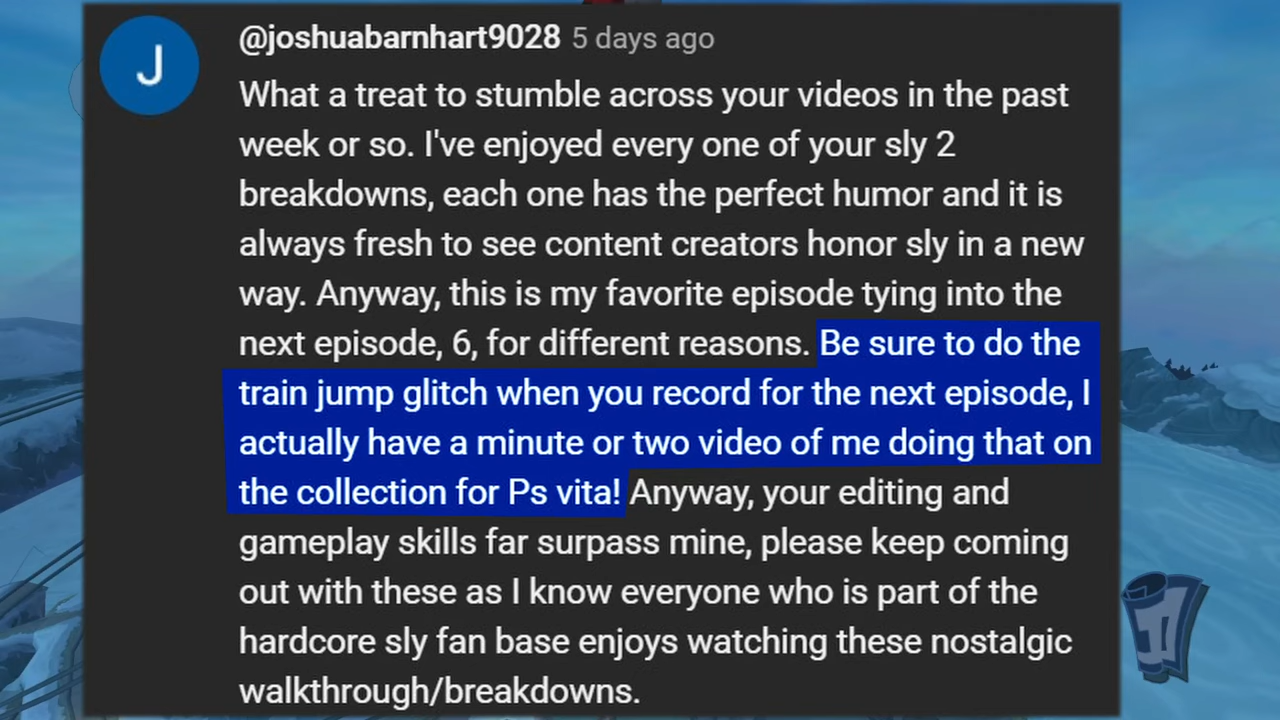 J
@joshuabarnhart9028 5 days ago
What a treat to stumble across your videos in the past
week or so. I've enjoyed every one of your sly 2
breakdowns, each one has the perfect humor and it is
always fresh to see content creators honor sly in a new
way. Anyway, this is my favorite episode tying into the
next episode, 6, for different reasons. Be sure to do the
train jump glitch when you record for the next episode, I
actually have a minute or two video of me doing that on
the collection for Ps vita! Anyway, your editing and
gameplay skills far surpass mine, please keep coming
out with these as I know everyone who is part of the
hardcore sly fan base enjoys watching these nostalgic
walkthrough/breakdowns.